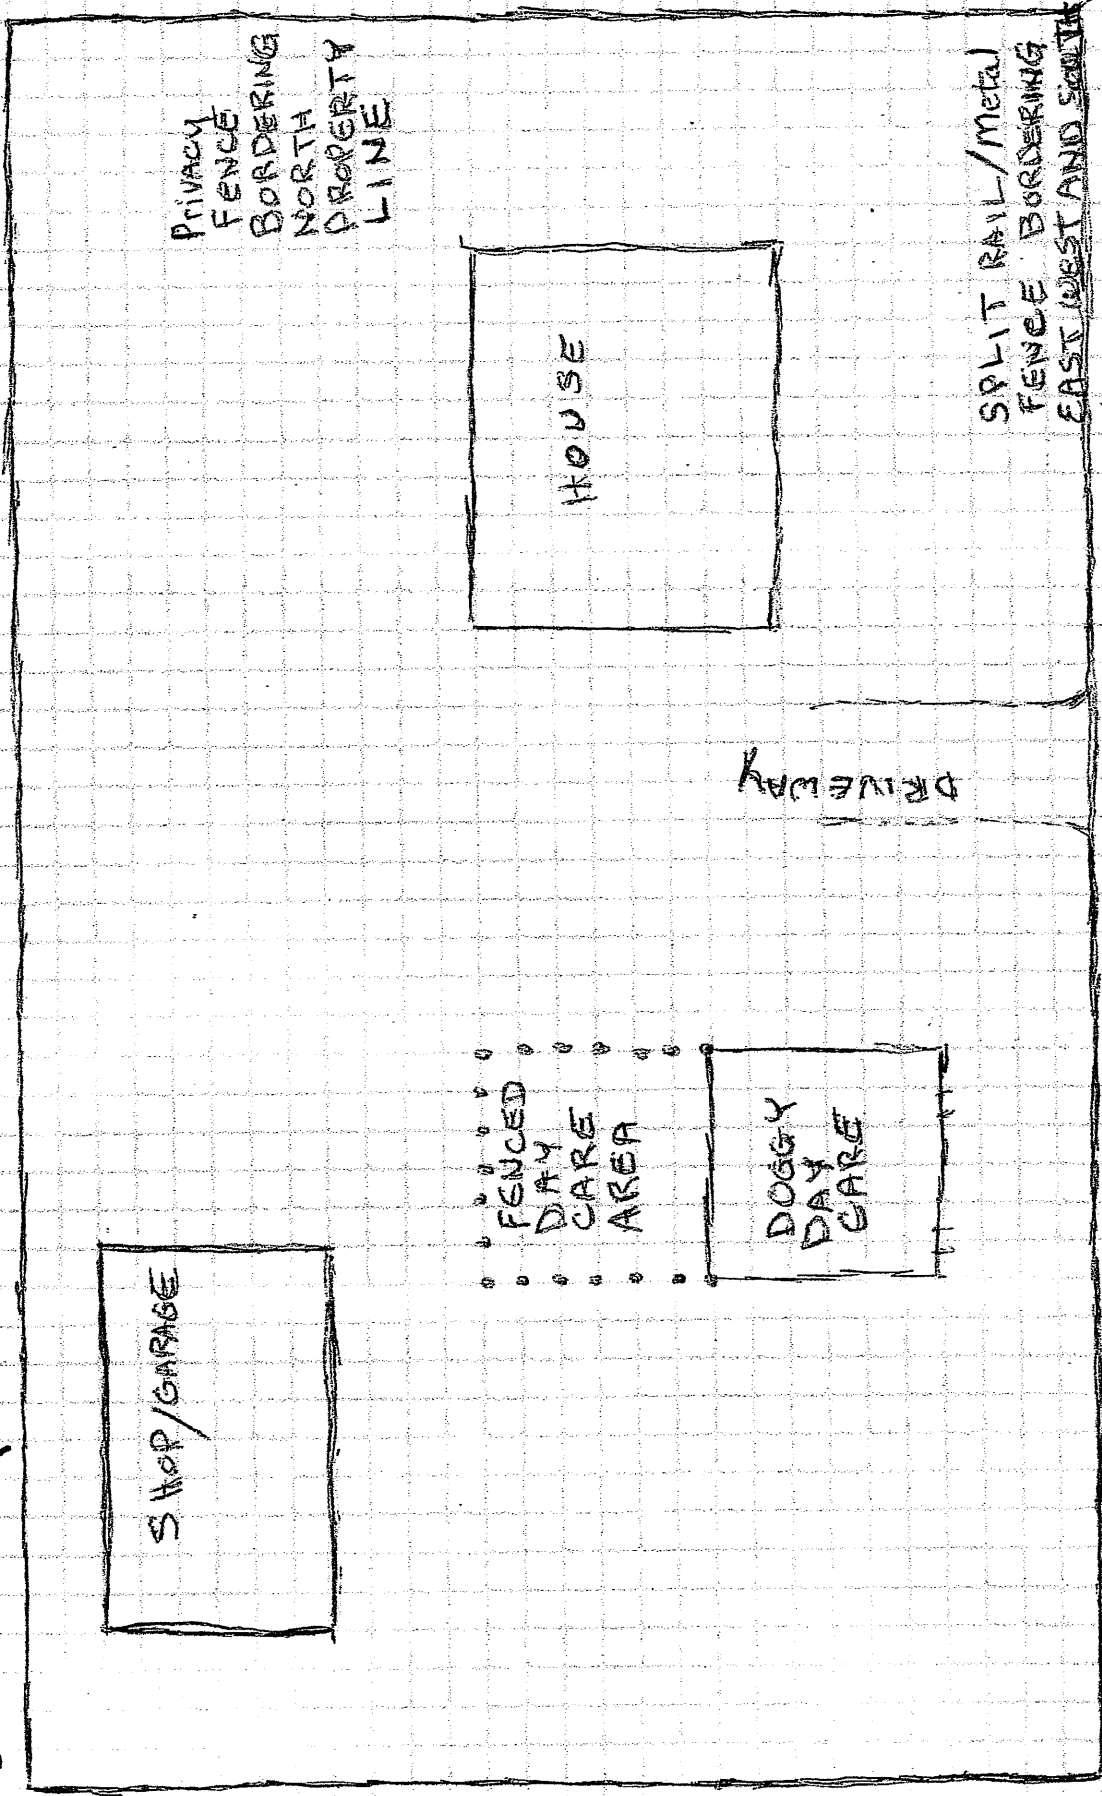 Privacy
FENCE
BORDERING
NORTH
PROPERTY
LINE
HOUSE
SPLIT RAIL/Metal
FENCE BORDERING
EAST WEST AND SOUTH
DRIVEWAY
SHOP/GARAGE
FENCED
DAY
CARE
AREA
DOGGY
DAY
CARE